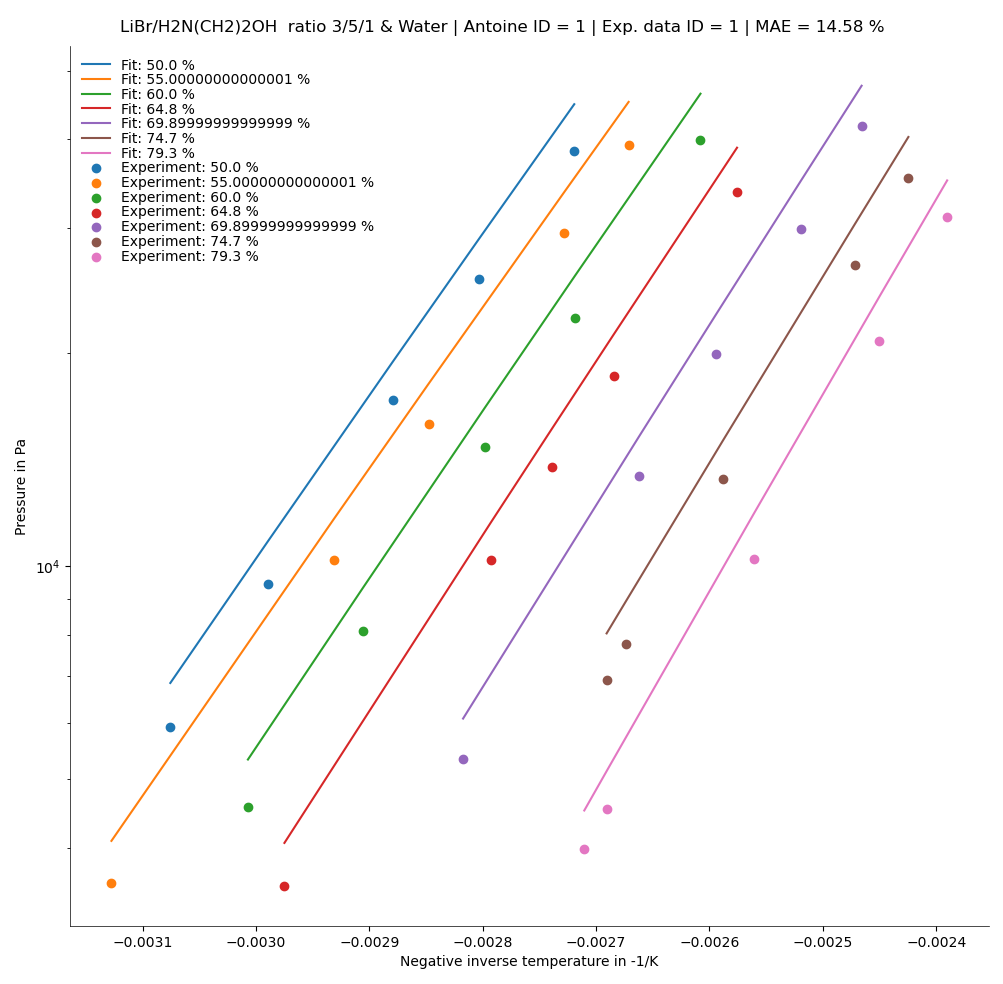 LiBr/H2N(CH2)2OH  ratio 3/5/1 & Water | Antoine ID = 1 | Exp. data ID = 1 | MAE = 14.58 %
Fit: 50.0 %
Fit: 55.00000000000001 %
Fit: 60.0 %
Fit: 64.8 %
Fit: 69.89999999999999 %
Fit: 74.7 %
Fit: 79.3 %
Experiment: 50.0 %
Experiment: 55.00000000000001 %
Experiment: 60.0 %
Experiment: 64.8 %
Experiment: 69.89999999999999 %
Experiment: 74.7 %
Experiment: 79.3 %
Pressure in Pa
10⁴
−0.0031 −0.0030 −0.0029 −0.0028 −0.0027 −0.0026 −0.0025 −0.0024
Negative inverse temperature in -1/K